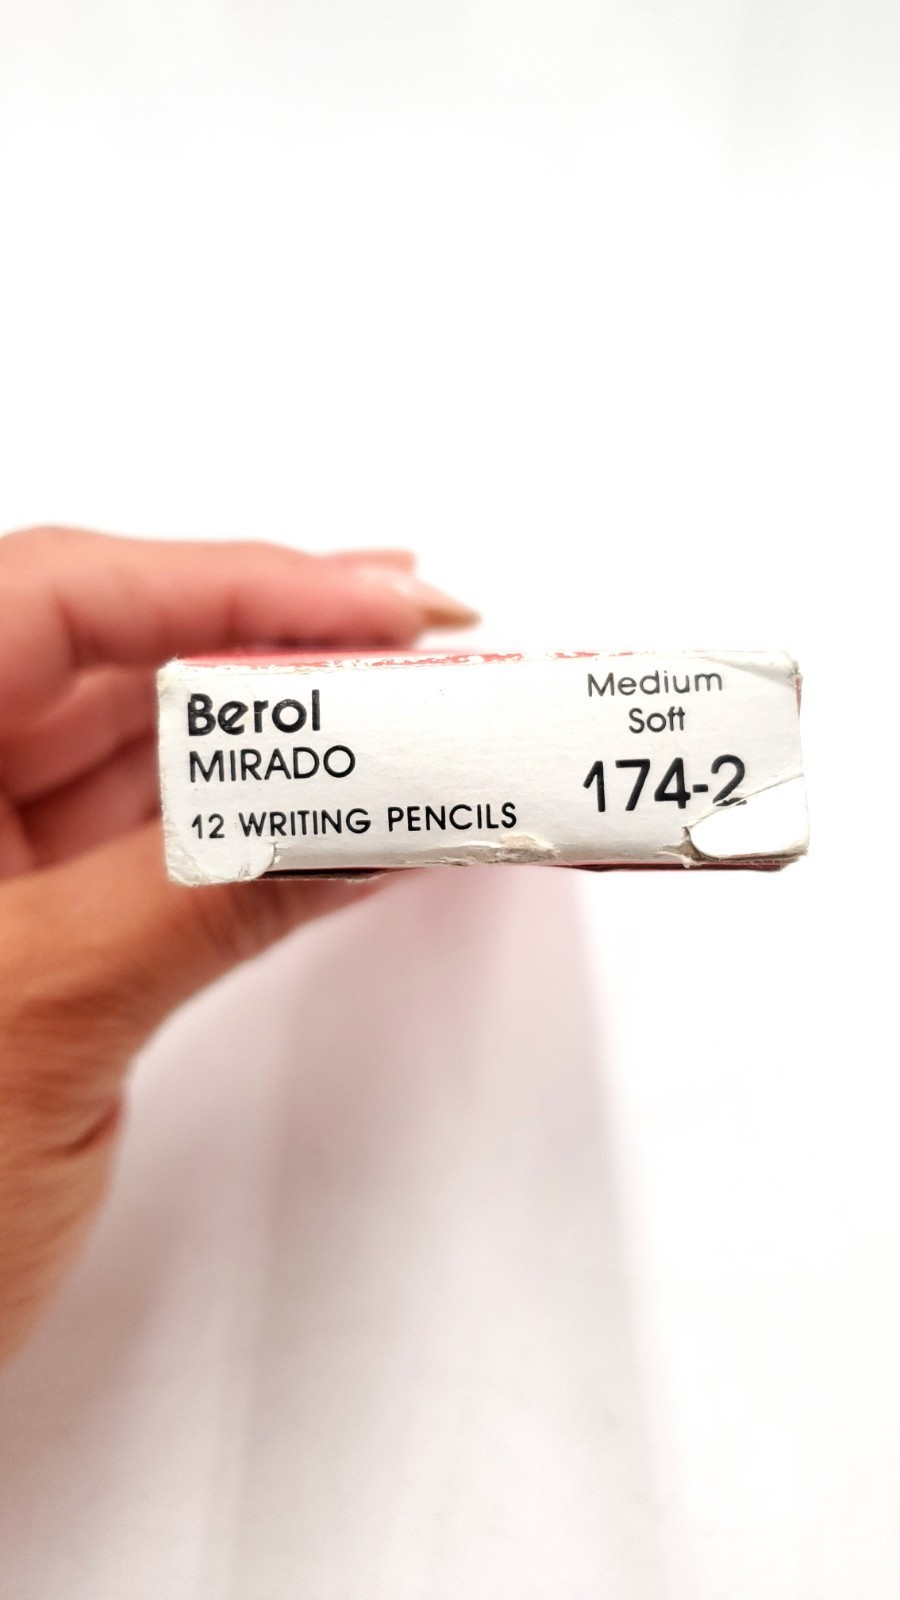 Berol
MIRADO
12 WRITING PENCILS
Medium
Soft
174-2